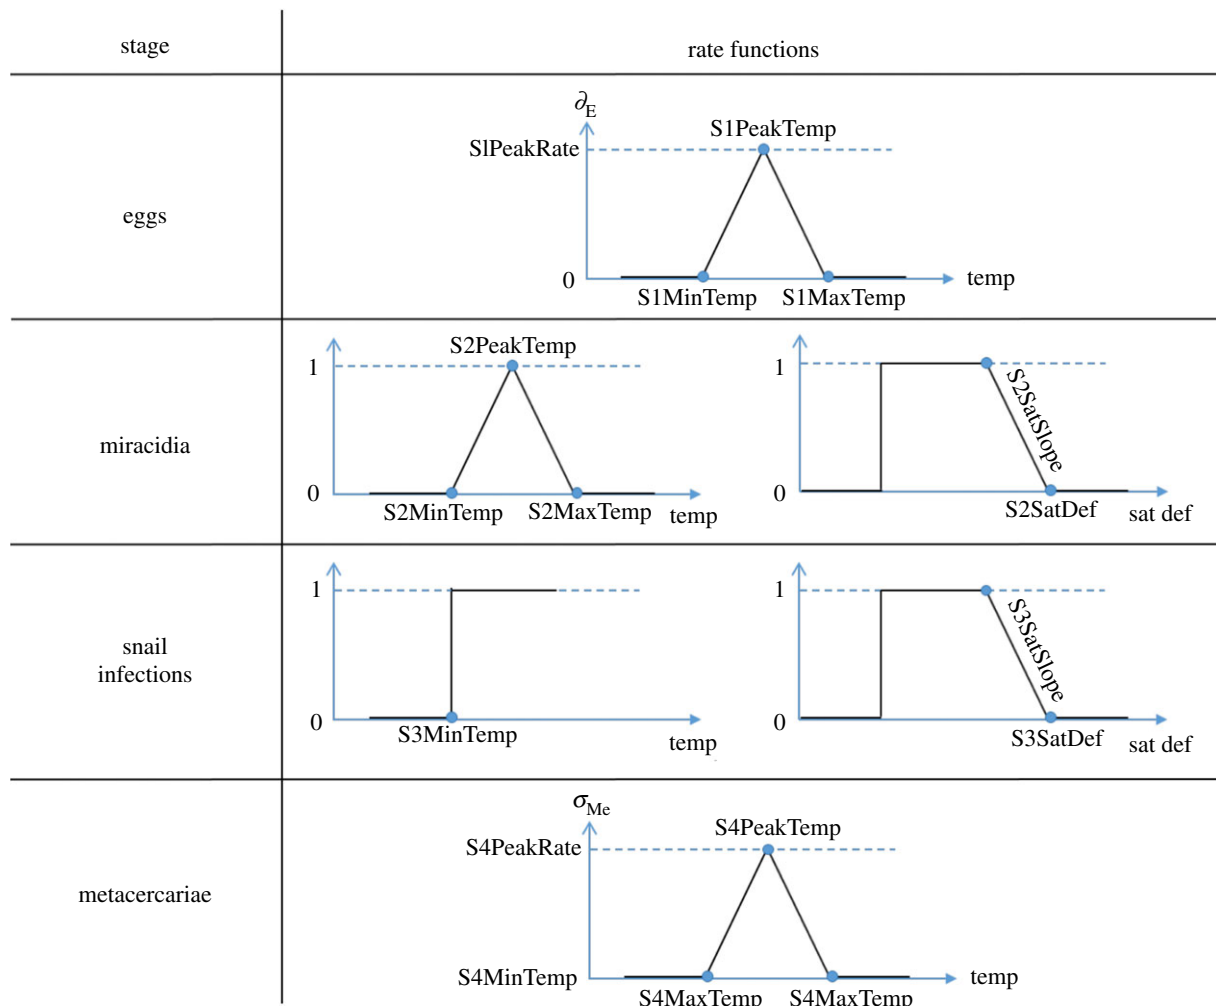 stage
rate functions
∂E
S1PeakTemp
SlPeakRate
eggs
0
temp
S1MinTemp
S1MaxTemp
S2PeakTemp
1
miracidia
0
S2MinTemp
S2MaxTemp
temp
1
S2SatSlope
0
S2SatDef
sat def
1
snail
infections
0
S3MinTemp
temp
1
S3SatSlope
0
S3SatDef
sat def
σMe
S4PeakTemp
S4PeakRate
metacercariae
S4MinTemp
temp
S4MaxTemp
S4MaxTemp